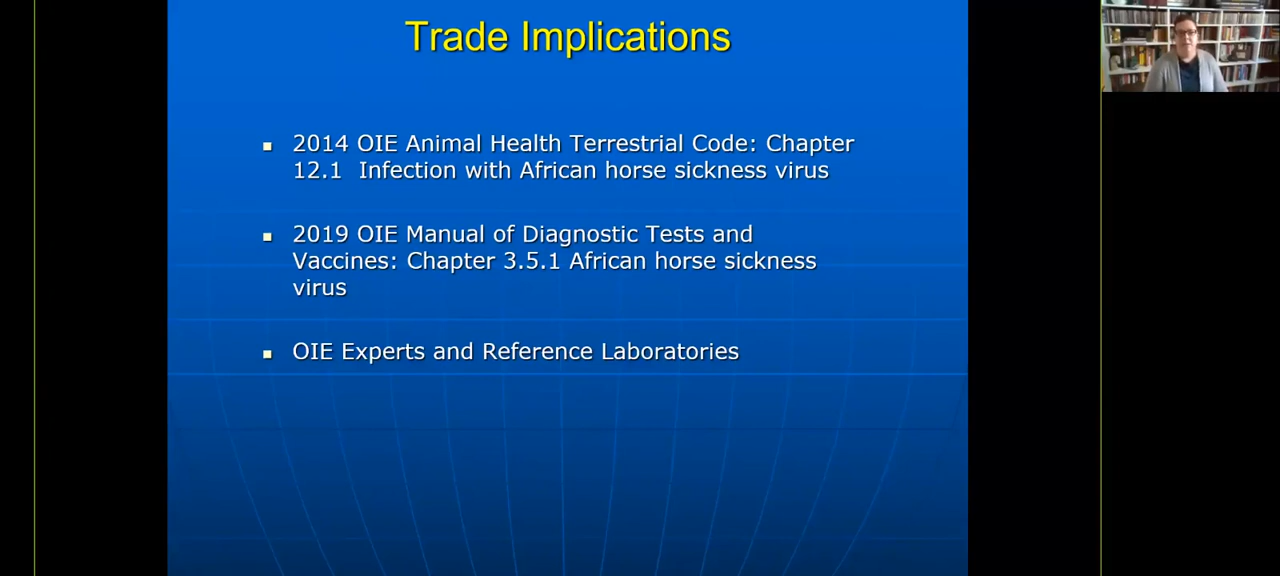 Trade Implications
2014 OIE Animal Health Terrestrial Code: Chapter
12.1 Infection with African horse sickness virus
2019 OIE Manual of Diagnostic Tests and
Vaccines: Chapter 3.5.1 African horse sickness
virus
OIE Experts and Reference Laboratories